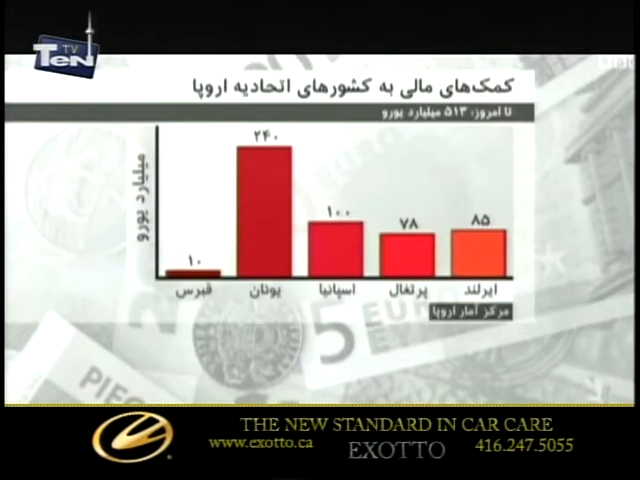 TEN TV
کمک‌های مالی به کشورهای اتحادیه اروپا
تا امروز: ۵۱۳ میلیارد یورو
میلیارد یورو
۱۰
۲۴۰
۱۰۰
۷۸
۸۵
قبرس
یونان
اسپانیا
پرتغال
ایرلند
مرکز آمار اروپا
5
EURO
THE NEW STANDARD IN CAR CARE
www.exotto.ca
EXOTTO
416.247.5055